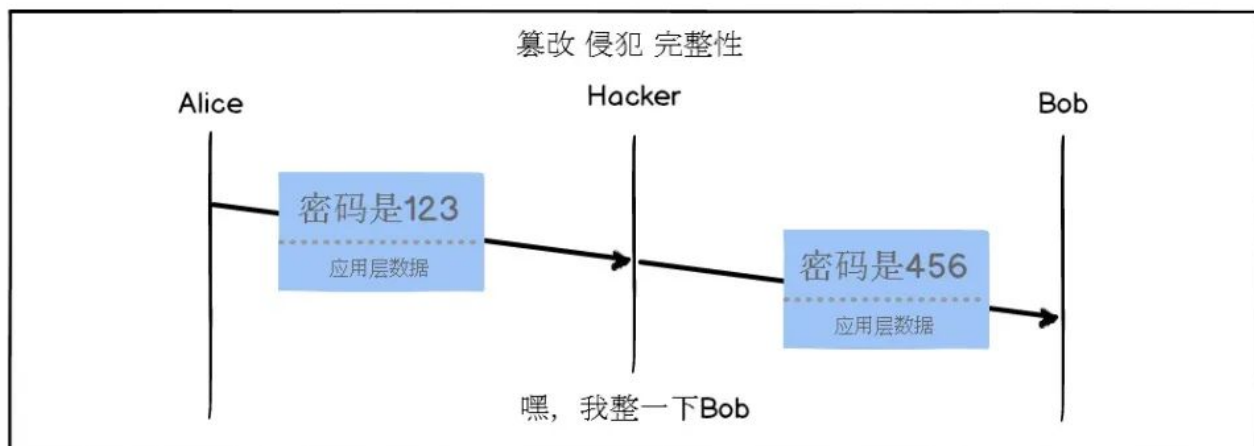 篡改 侵犯 完整性
Alice
Hacker
Bob
密码是123
应用层数据
密码是456
应用层数据
嘿，我整一下Bob